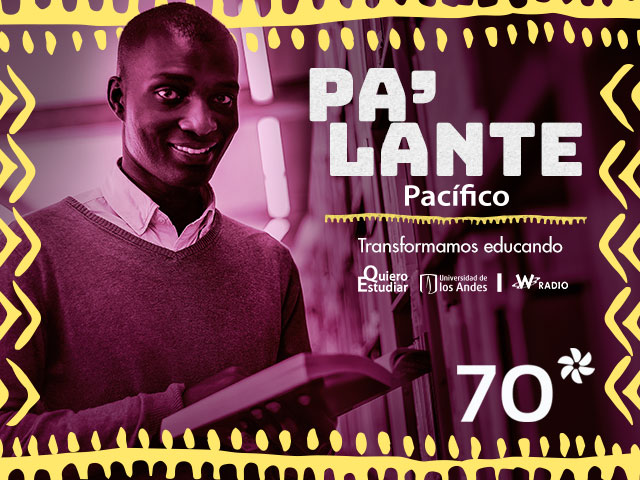 PA'
LANTE
Pacífico
Transformamos educando
Quiero
Estudiar
Universidad de
los Andes
W RADIO
70*